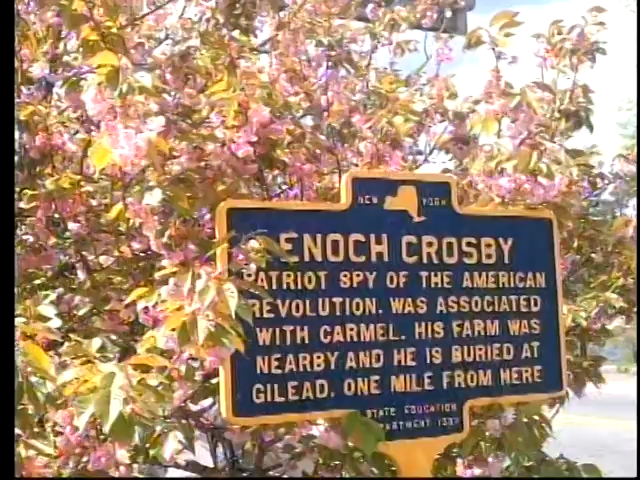 NEW YORK
ENOCH CROSBY
PATRIOT SPY OF THE AMERICAN
REVOLUTION, WAS ASSOCIATED
WITH CARMEL. HIS FARM WAS
NEARBY AND HE IS BURIED AT
GILEAD, ONE MILE FROM HERE
STATE EDUCATION